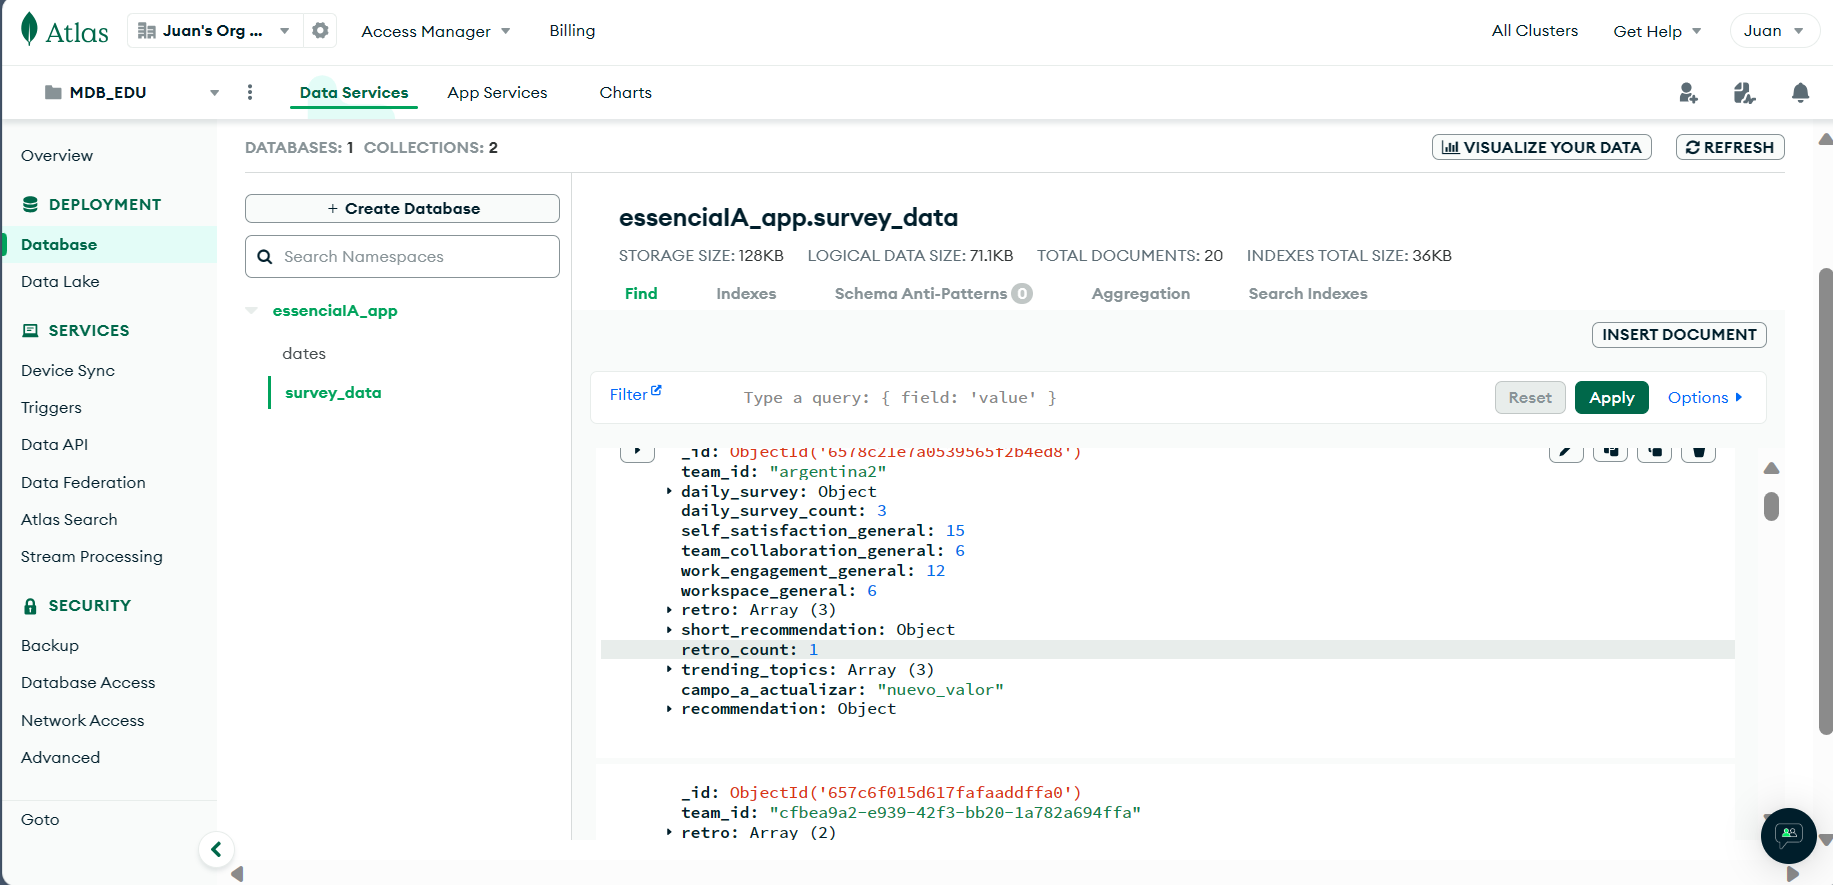 Atlas
Juan's Org ...
Access Manager
Billing
All Clusters
Get Help
Juan
MDB_EDU
Data Services
App Services
Charts
Overview
DEPLOYMENT
Database
Data Lake
SERVICES
Device Sync
Triggers
Data API
Data Federation
Atlas Search
Stream Processing
SECURITY
Backup
Database Access
Network Access
Advanced
Goto
DATABASES: 1 COLLECTIONS: 2
VISUALIZE YOUR DATA
REFRESH
+ Create Database
Search Namespaces
essenciaIA_app
dates
survey_data
essenciaIA_app.survey_data
STORAGE SIZE: 128KB LOGICAL DATA SIZE: 71.1KB TOTAL DOCUMENTS: 20 INDEXES TOTAL SIZE: 36KB
Find
Indexes
Schema Anti-Patterns 0
Aggregation
Search Indexes
INSERT DOCUMENT
Filter
Type a query: { field: 'value' }
Reset
Apply
Options
_id: ObjectId('6578c21e7a0539565f2b4ed8')
team_id: "argentina2"
daily_survey: Object
daily_survey_count: 3
self_satisfaction_general: 15
team_collaboration_general: 6
work_engagement_general: 12
workspace_general: 6
retro: Array (3)
short_recommendation: Object
retro_count: 1
trending_topics: Array (3)
campo_a_actualizar: "nuevo_valor"
recommendation: Object
_id: ObjectId('657c6f015d617fafaaddffa0')
team_id: "cfbea9a2-e939-42f3-bb20-1a782a694ffa"
retro: Array (2)